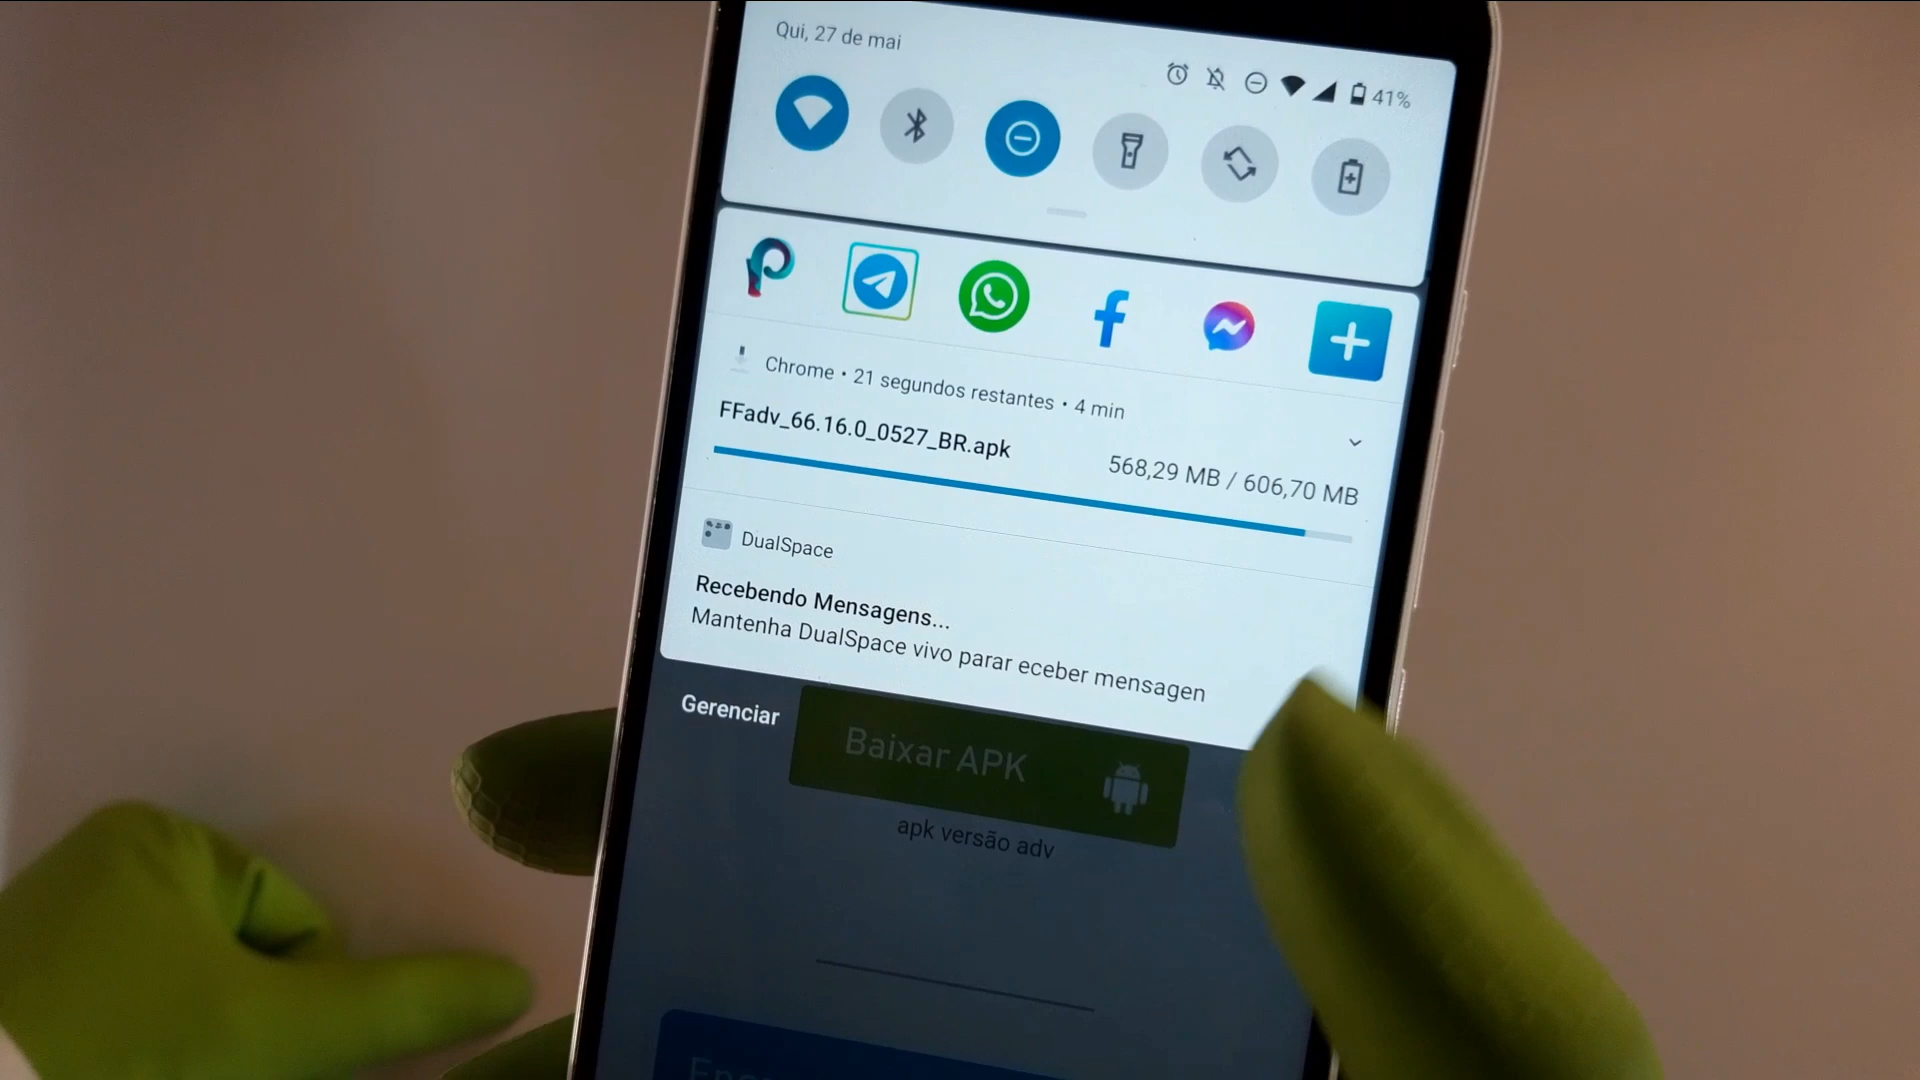 Qui, 27 de mai
41%
Chrome • 21 segundos restantes • 4 min
FFadv_66.16.0_0527_BR.apk
568,29 MB / 606,70 MB
DualSpace
Recebendo Mensagens...
Mantenha DualSpace vivo parar eceber mensagen
Gerenciar
Baixar APK
apk versão adv